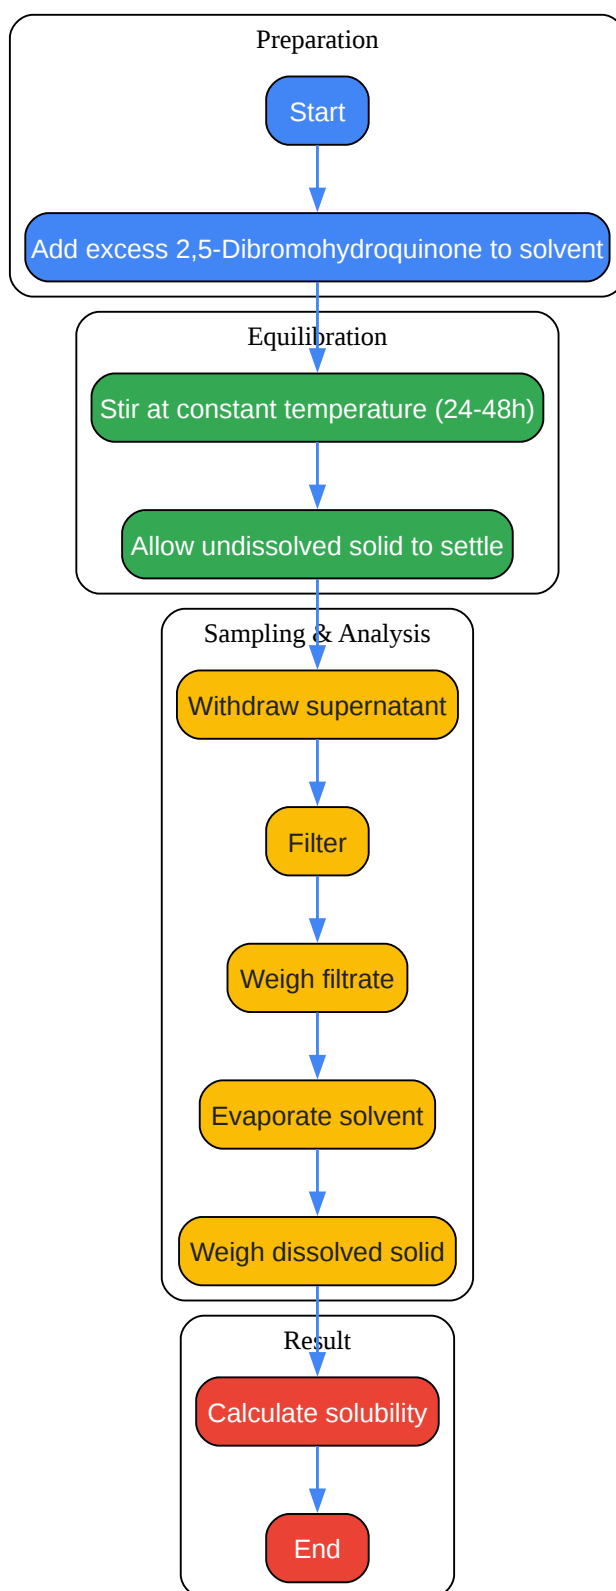 Preparation
Start
Add excess 2,5-Dibromohydroquinone to solvent
Equilibration
Stir at constant temperature (24-48h)
Allow undissolved solid to settle
Sampling & Analysis
Withdraw supernatant
Filter
Weigh filtrate
Evaporate solvent
Weigh dissolved solid
Result
Calculate solubility
End